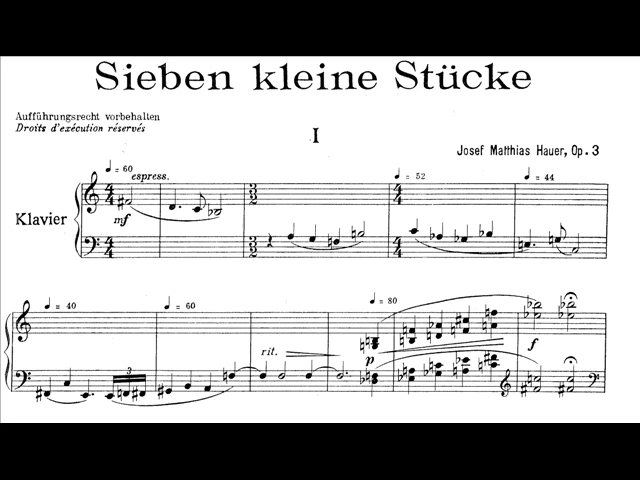 Sieben kleine Stücke
Aufführungsrecht vorbehalten
Droits d'exécution réservés
I
Josef Matthias Hauer, Op. 3
♩ = 60
espress.
♩ = 52
♩ = 44
Klavier
mf
♩ = 40
♩ = 60
♩ = 80
rit.
p
f
3
3